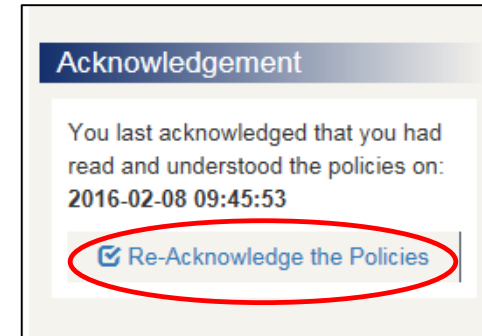 Acknowledgement
You last acknowledged that you had
read and understood the policies on:
2016-02-08 09:45:53
Re-Acknowledge the Policies